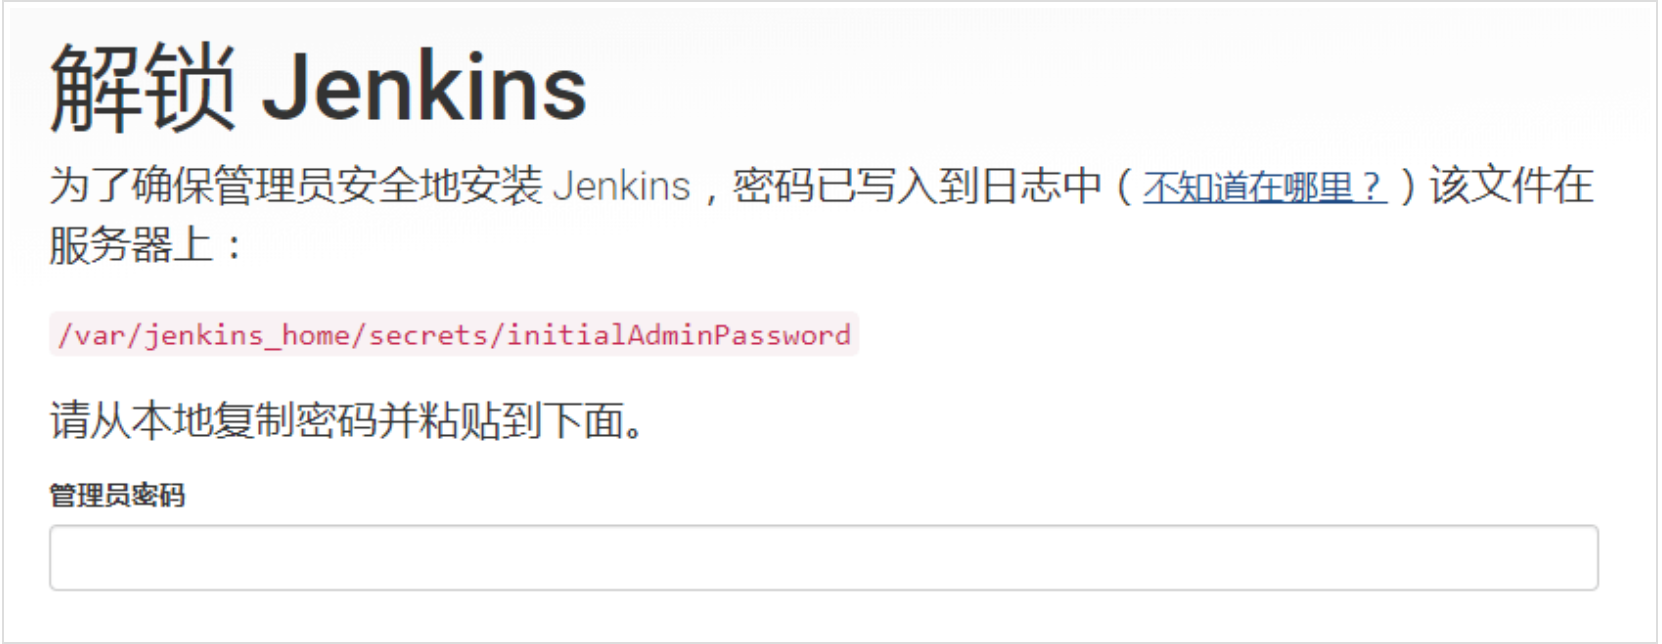 解锁 Jenkins
为了确保管理员安全地安装 Jenkins，密码已写入到日志中（不知道在哪里？）该文件在
服务器上：
/var/jenkins_home/secrets/initialAdminPassword
请从本地复制密码并粘贴到下面。
管理员密码